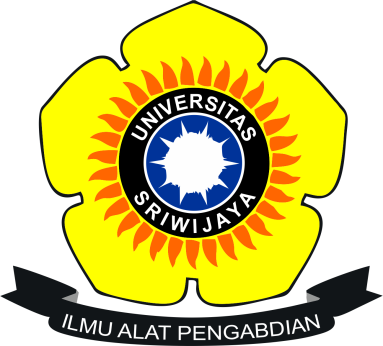 UNIVERSITAS
SRIWIJAYA
ILMU ALAT PENGABDIAN